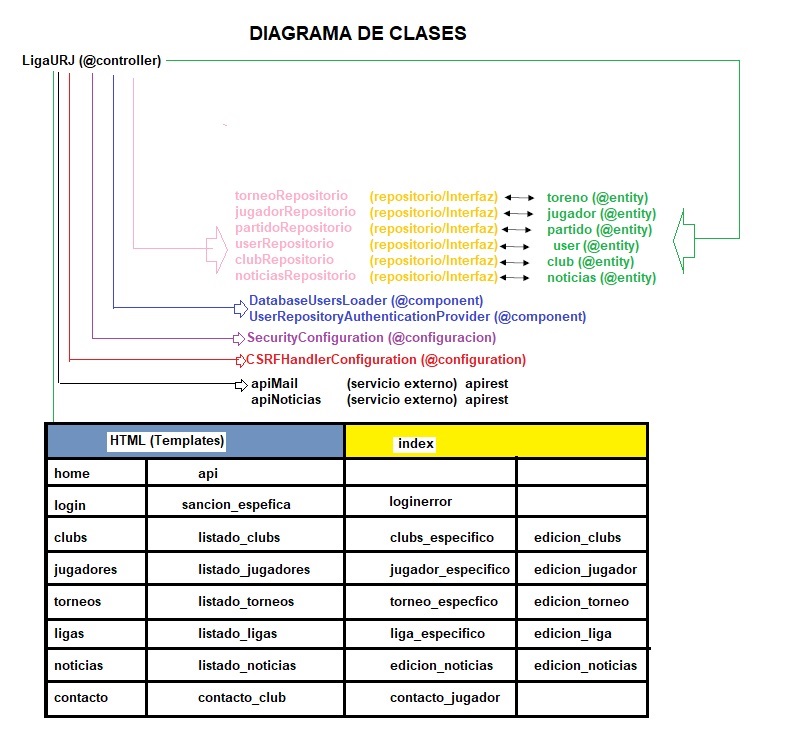 DIAGRAMA DE CLASES
LigaURJ (@controller)
torneoRepositorio (repositorio/Interfaz) toreno (@entity)
jugadorRepositorio (repositorio/Interfaz) jugador (@entity)
partidoRepositorio (repositorio/Interfaz) partido (@entity)
userRepositorio (repositorio/Interfaz) user (@entity)
clubRepositorio (repositorio/Interfaz) club (@entity)
noticiasRepositorio (repositorio/Interfaz) noticias (@entity)
DatabaseUsersLoader (@component)
UserRepositoryAuthenticationProvider (@component)
SecurityConfiguration (@configuracion)
CSRFHandlerConfiguration (@configuration)
apiMail (servicio externo) apirest
apiNoticias (servicio externo) apirest
HTML (Templates) index
home api
login sancion_espefica loginerror
clubs listado_clubs clubs_especifico edicion_clubs
jugadores listado_jugadores jugador_especifico edicion_jugador
torneos listado_torneos torneo_especfico edicion_torneo
ligas listado_ligas liga_especifico edicion_liga
noticias listado_noticias edicion_noticias edicion_noticias
contacto contacto_club contacto_jugador